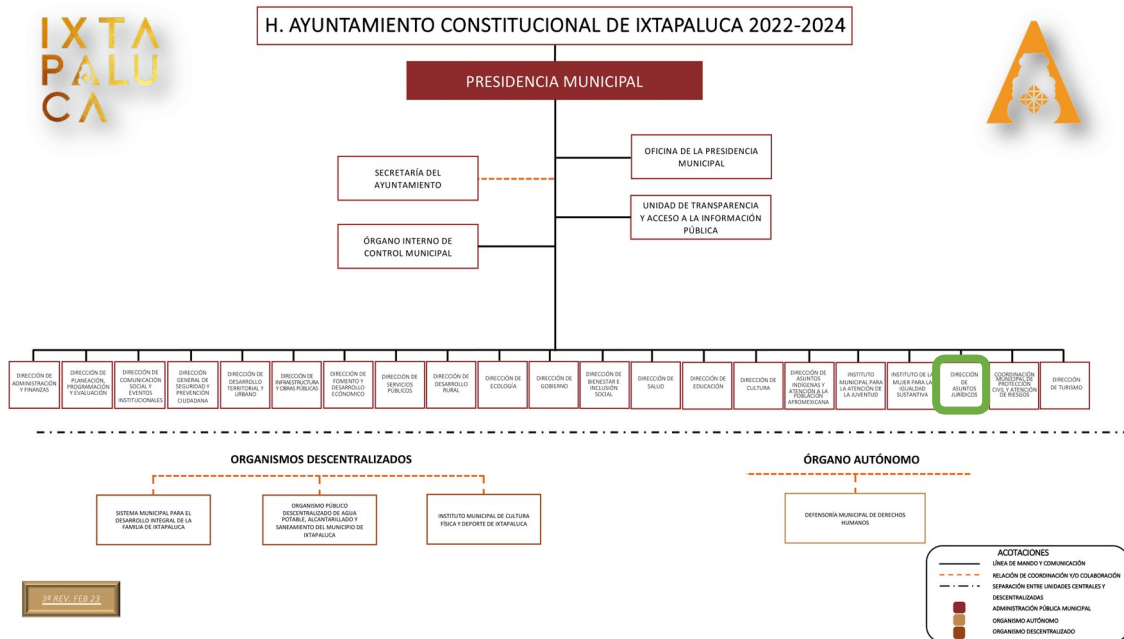 IXTA
PALU
CA
H. AYUNTAMIENTO CONSTITUCIONAL DE IXTAPALUCA 2022-2024
PRESIDENCIA MUNICIPAL
OFICINA DE LA PRESIDENCIA
MUNICIPAL
SECRETARÍA DEL
AYUNTAMIENTO
UNIDAD DE TRANSPARENCIA
Y ACCESO A LA INFORMACIÓN
PÚBLICA
ÓRGANO INTERNO DE
CONTROL MUNICIPAL
DIRECCIÓN DE
ADMINISTRACIÓN
Y FINANZAS
DIRECCIÓN DE
PLANEACIÓN,
PROGRAMACIÓN
Y EVALUACIÓN
DIRECCIÓN DE
COMUNICACIÓN
SOCIAL Y
EVENTOS
INSTITUCIONALES
DIRECCIÓN
GENERAL DE
SEGURIDAD Y
PREVENCIÓN
CIUDADANA
DIRECCIÓN DE
DESARROLLO
TERRITORIAL Y
URBANO
DIRECCIÓN DE
INFRAESTRUCTURA
Y OBRAS PÚBLICAS
DIRECCIÓN DE
FOMENTO Y
DESARROLLO
ECONÓMICO
DIRECCIÓN DE
SERVICIOS
PÚBLICOS
DIRECCIÓN DE
DESARROLLO
RURAL
DIRECCIÓN DE
ECOLOGÍA
DIRECCIÓN DE
GOBIERNO
DIRECCIÓN DE
BIENESTAR E
INCLUSIÓN
SOCIAL
DIRECCIÓN DE
SALUD
DIRECCIÓN DE
EDUCACIÓN
DIRECCIÓN DE
CULTURA
DIRECCIÓN DE
ASUNTOS
INDÍGENAS Y
ATENCIÓN A LA
POBLACIÓN
AFROMEXICANA
INSTITUTO
MUNICIPAL PARA
LA ATENCIÓN DE
LA JUVENTUD
INSTITUTO DE LA
MUJER PARA LA
IGUALDAD
SUSTANTIVA
DIRECCIÓN
DE
ASUNTOS
JURÍDICOS
COORDINACIÓN
MUNICIPAL DE
PROTECCIÓN
CIVIL Y ATENCIÓN
DE RIESGOS
DIRECCIÓN
DE TURISMO
ORGANISMOS DESCENTRALIZADOS
ÓRGANO AUTÓNOMO
SISTEMA MUNICIPAL PARA EL
DESARROLLO INTEGRAL DE LA
FAMILIA DE IXTAPALUCA
ORGANISMO PÚBLICO
DESCENTRALIZADO DE AGUA
POTABLE, ALCANTARILLADO Y
SANEAMIENTO DEL MUNICIPIO DE
IXTAPALUCA
INSTITUTO MUNICIPAL DE CULTURA
FÍSICA Y DEPORTE DE IXTAPALUCA
DEFENSORÍA MUNICIPAL DE DERECHOS
HUMANOS
3ª REV. FEB 23
ACOTACIONES
LÍNEA DE MANDO Y COMUNICACIÓN
RELACIÓN DE COORDINACIÓN Y/O COLABORACIÓN
SEPARACIÓN ENTRE UNIDADES CENTRALES Y
DESCENTRALIZADAS
ADMINISTRACIÓN PÚBLICA MUNICIPAL
ORGANISMO AUTÓNOMO
ORGANISMO DESCENTRALIZADO